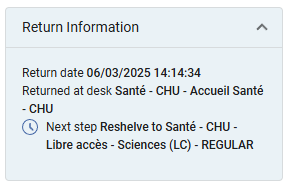 Return Information
Return date 06/03/2025 14:14:34
Returned at desk Santé - CHU - Accueil Santé
- CHU
Next step Reshelve to Santé - CHU -
Libre accès - Sciences (LC) - REGULAR